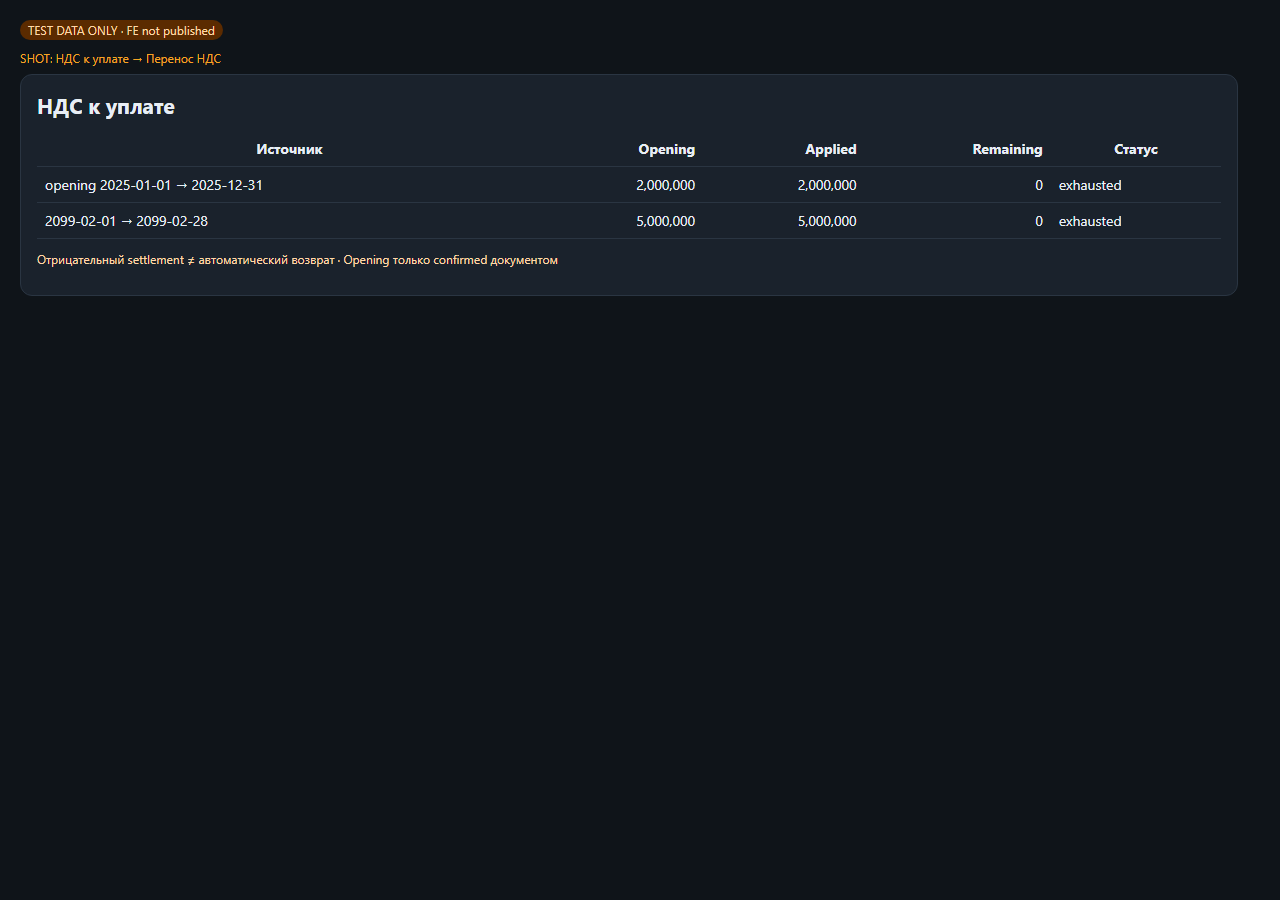 TEST DATA ONLY · FE not published
SHOT: НДС к уплате → Перенос НДС
НДС к уплате
Источник Opening Applied Remaining Статус
opening 2025-01-01 → 2025-12-31 2,000,000 2,000,000 0 exhausted
2099-02-01 → 2099-02-28 5,000,000 5,000,000 0 exhausted
Отрицательный settlement ≠ автоматический возврат · Opening только confirmed документом